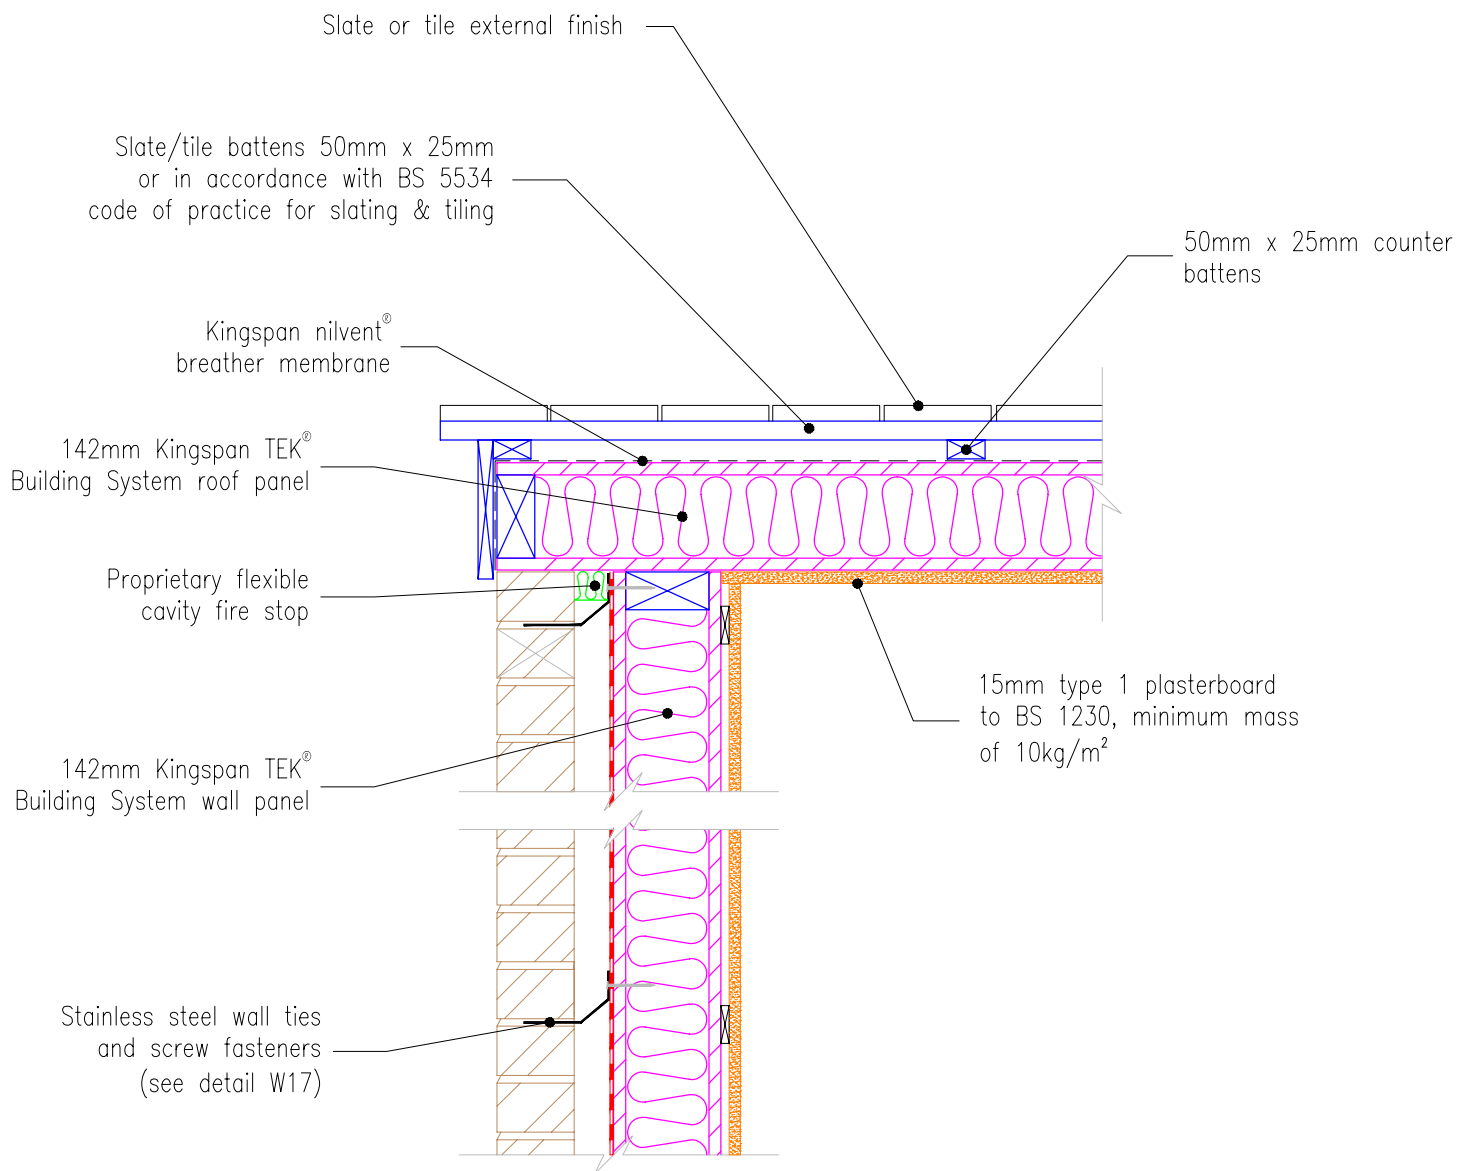 Slate or tile external finish
Slate/tile battens 50mm x 25mm
or in accordance with BS 5534
code of practice for slating & tiling
50mm x 25mm counter
battens
Kingspan nilvent®
breather membrane
142mm Kingspan TEK®
Building System roof panel
Proprietary flexible
cavity fire stop
15mm type 1 plasterboard
to BS 1230, minimum mass
of 10kg/m²
142mm Kingspan TEK®
Building System wall panel
Stainless steel wall ties
and screw fasteners
(see detail W17)